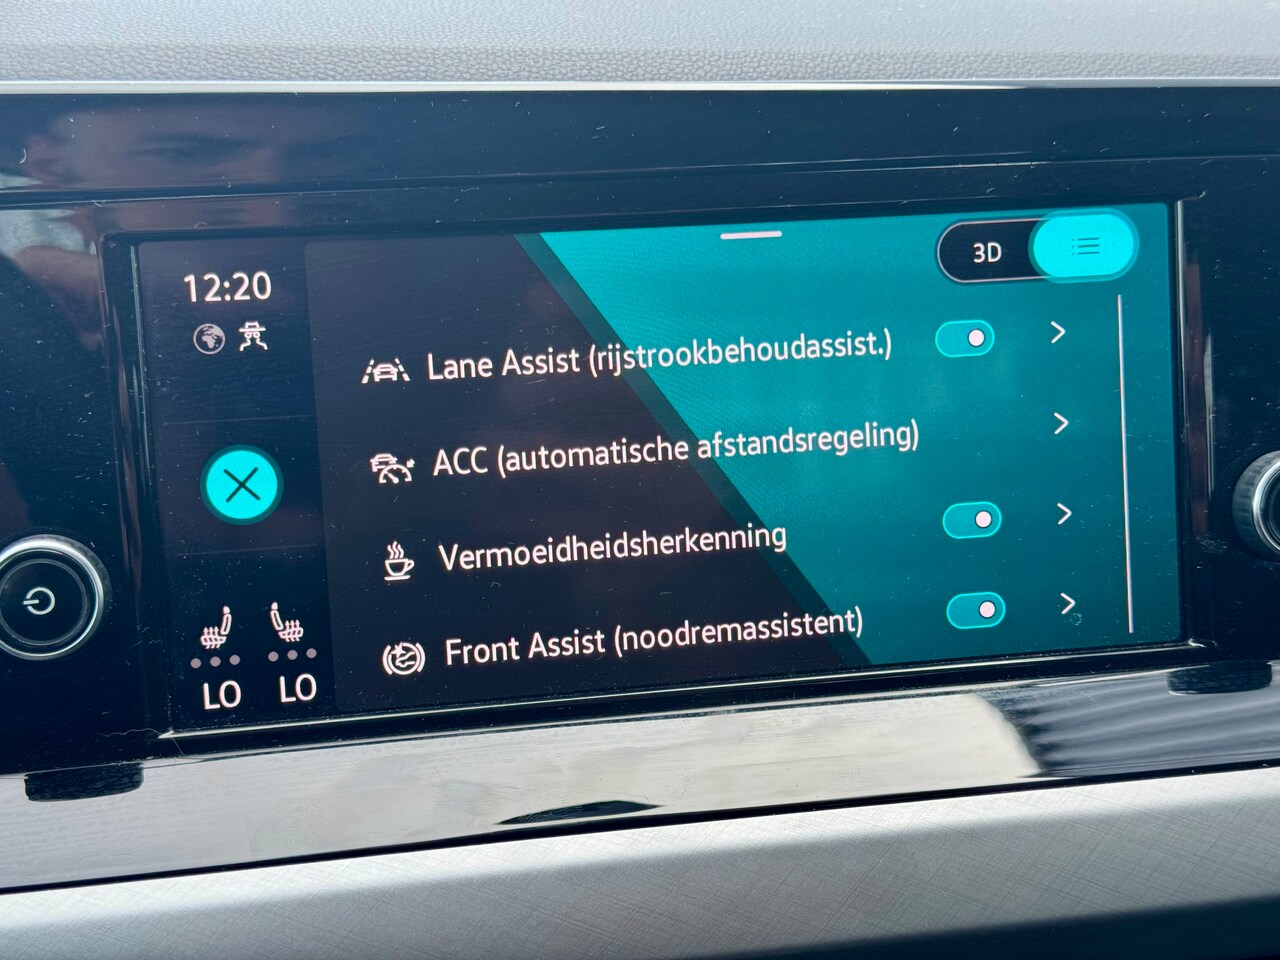 12:20
3D
Lane Assist (rijstrookbehoudassist.)
ACC (automatische afstandsregeling)
Vermoeidheidsherkenning
Front Assist (noodremassistent)
LO LO